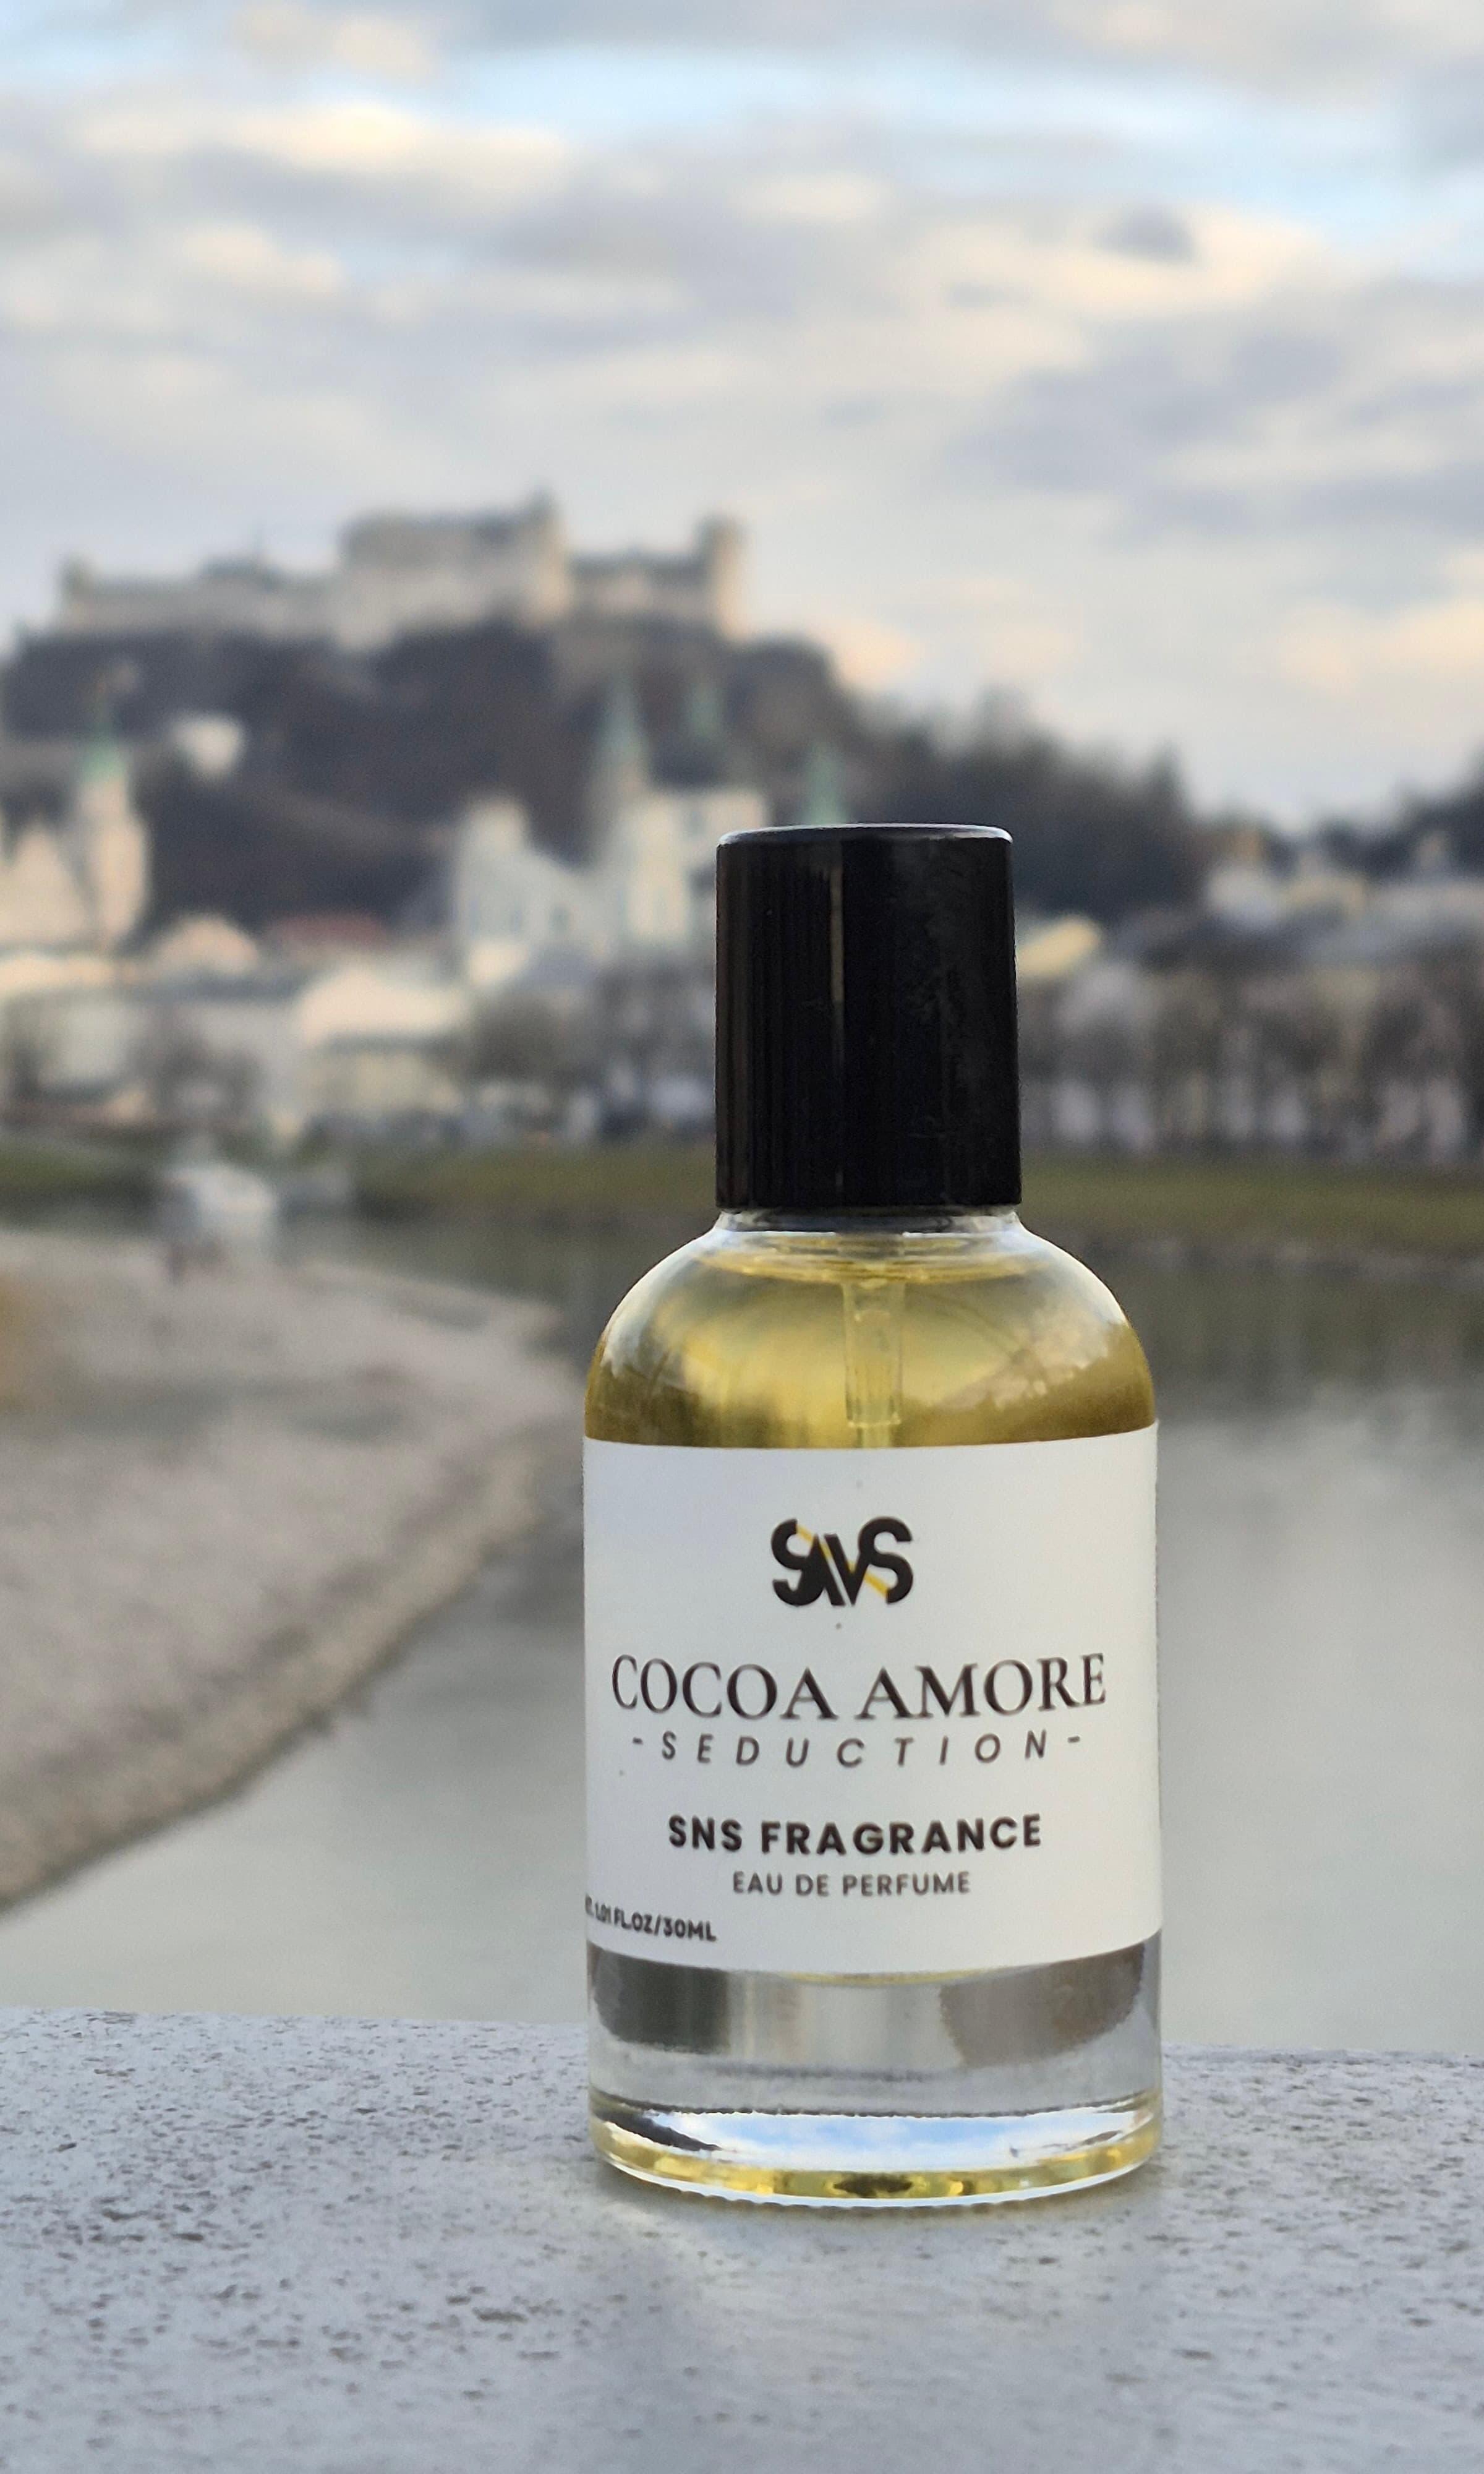 SNS
COCOA AMORE
-SEDUCTION-
SNS FRAGRANCE
EAU DE PERFUME
1.01 FL.OZ/30ML